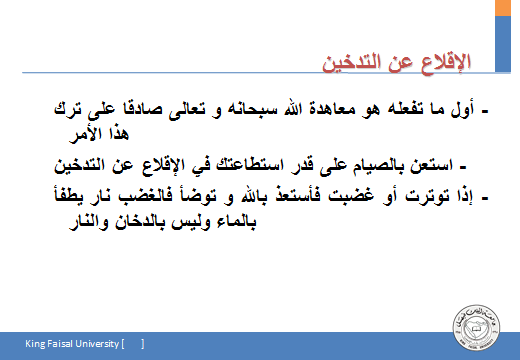 الإقلاع عن التدخين
- أول ما تفعله هو معاهدة الله سبحانه و تعالى صادقا على ترك
هذا الأمر
- استعن بالصيام على قدر استطاعتك في الإقلاع عن التدخين
- إذا توترت أو غضبت فأستعذ بالله و توضأ فالغضب نار يطفأ
بالماء وليس بالدخان والنار
King Faisal University [ ]